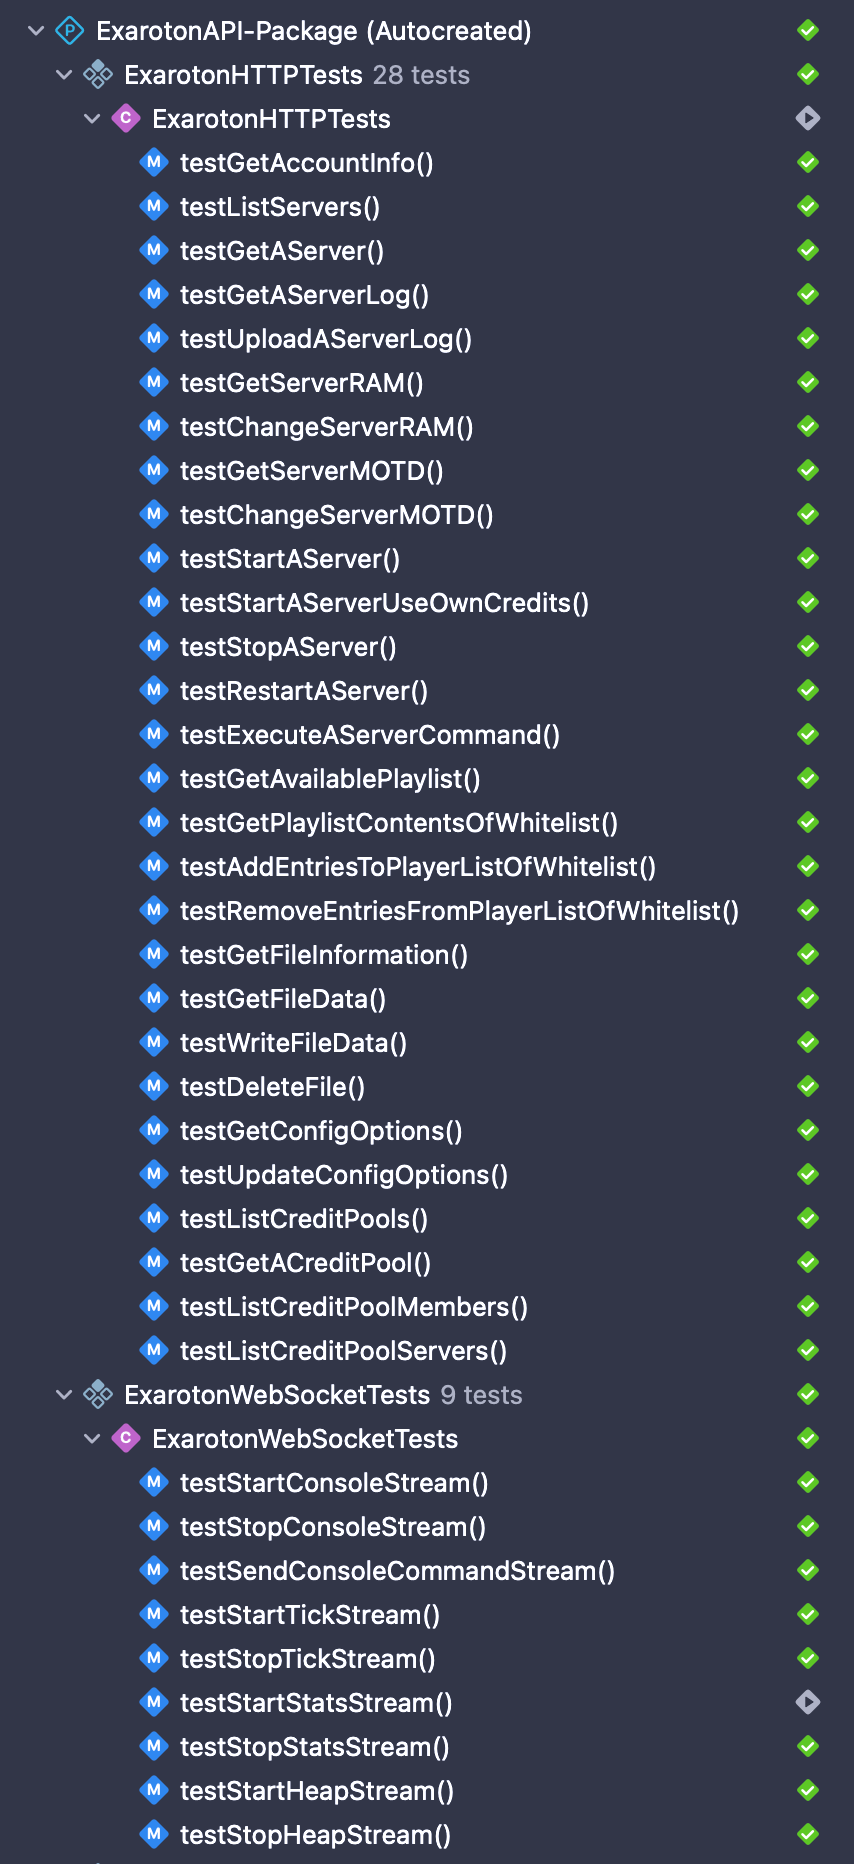 ExarotonAPI-Package (Autocreated)
ExarotonHTTPTests 28 tests
ExarotonHTTPTests
testGetAccountInfo()
testListServers()
testGetAServer()
testGetAServerLog()
testUploadAServerLog()
testGetServerRAM()
testChangeServerRAM()
testGetServerMOTD()
testChangeServerMOTD()
testStartAServer()
testStartAServerUseOwnCredits()
testStopAServer()
testRestartAServer()
testExecuteAServerCommand()
testGetAvailablePlaylist()
testGetPlaylistContentsOfWhitelist()
testAddEntriesToPlayerListOfWhitelist()
testRemoveEntriesFromPlayerListOfWhitelist()
testGetFileInformation()
testGetFileData()
testWriteFileData()
testDeleteFile()
testGetConfigOptions()
testUpdateConfigOptions()
testListCreditPools()
testGetACreditPool()
testListCreditPoolMembers()
testListCreditPoolServers()
ExarotonWebSocketTests 9 tests
ExarotonWebSocketTests
testStartConsoleStream()
testStopConsoleStream()
testSendConsoleCommandStream()
testStartTickStream()
testStopTickStream()
testStartStatsStream()
testStopStatsStream()
testStartHeapStream()
testStopHeapStream()